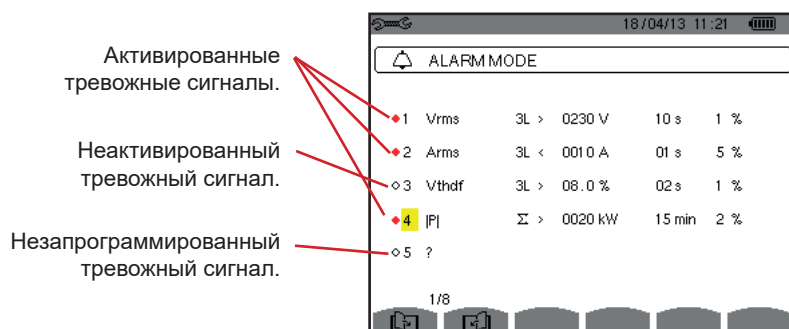 18/04/13 11:21
ALARM MODE
Активированные
тревожные сигналы.
1 Vrms 3L > 0230 V 10 s 1 %
2 Arms 3L < 0010 A 01 s 5 %
Неактивированный
тревожный сигнал.
3 Vthdf 3L > 08.0 % 02 s 1 %
4 |P| Σ > 0020 kW 15 min 2 %
Незапрограммированный
тревожный сигнал.
5 ?
1/8